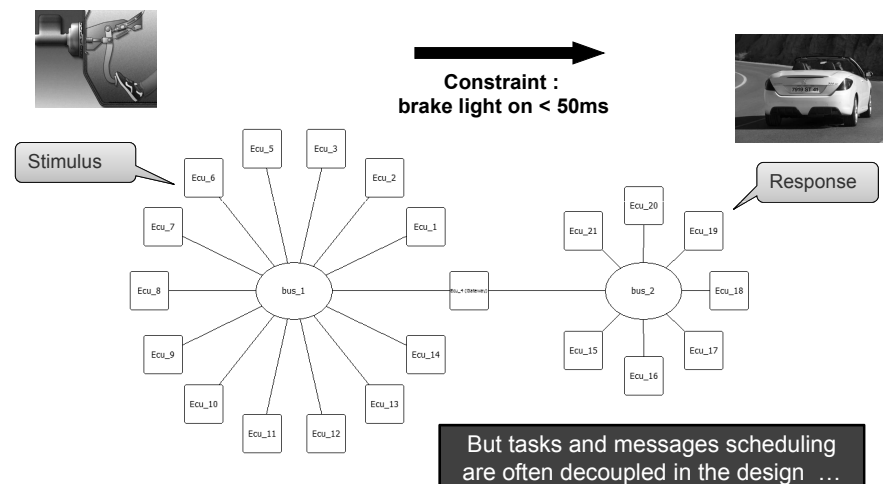 Constraint :
brake light on < 50ms
Stimulus
Response
Ecu_5
Ecu_3
Ecu_6
Ecu_2
Ecu_7
Ecu_1
Ecu_8
bus_1
Ecu_4 (Gateway)
Ecu_9
Ecu_14
Ecu_10
Ecu_13
Ecu_11
Ecu_12
Ecu_20
Ecu_21
Ecu_19
bus_2
Ecu_18
Ecu_15
Ecu_17
Ecu_16
But tasks and messages scheduling
are often decoupled in the design …